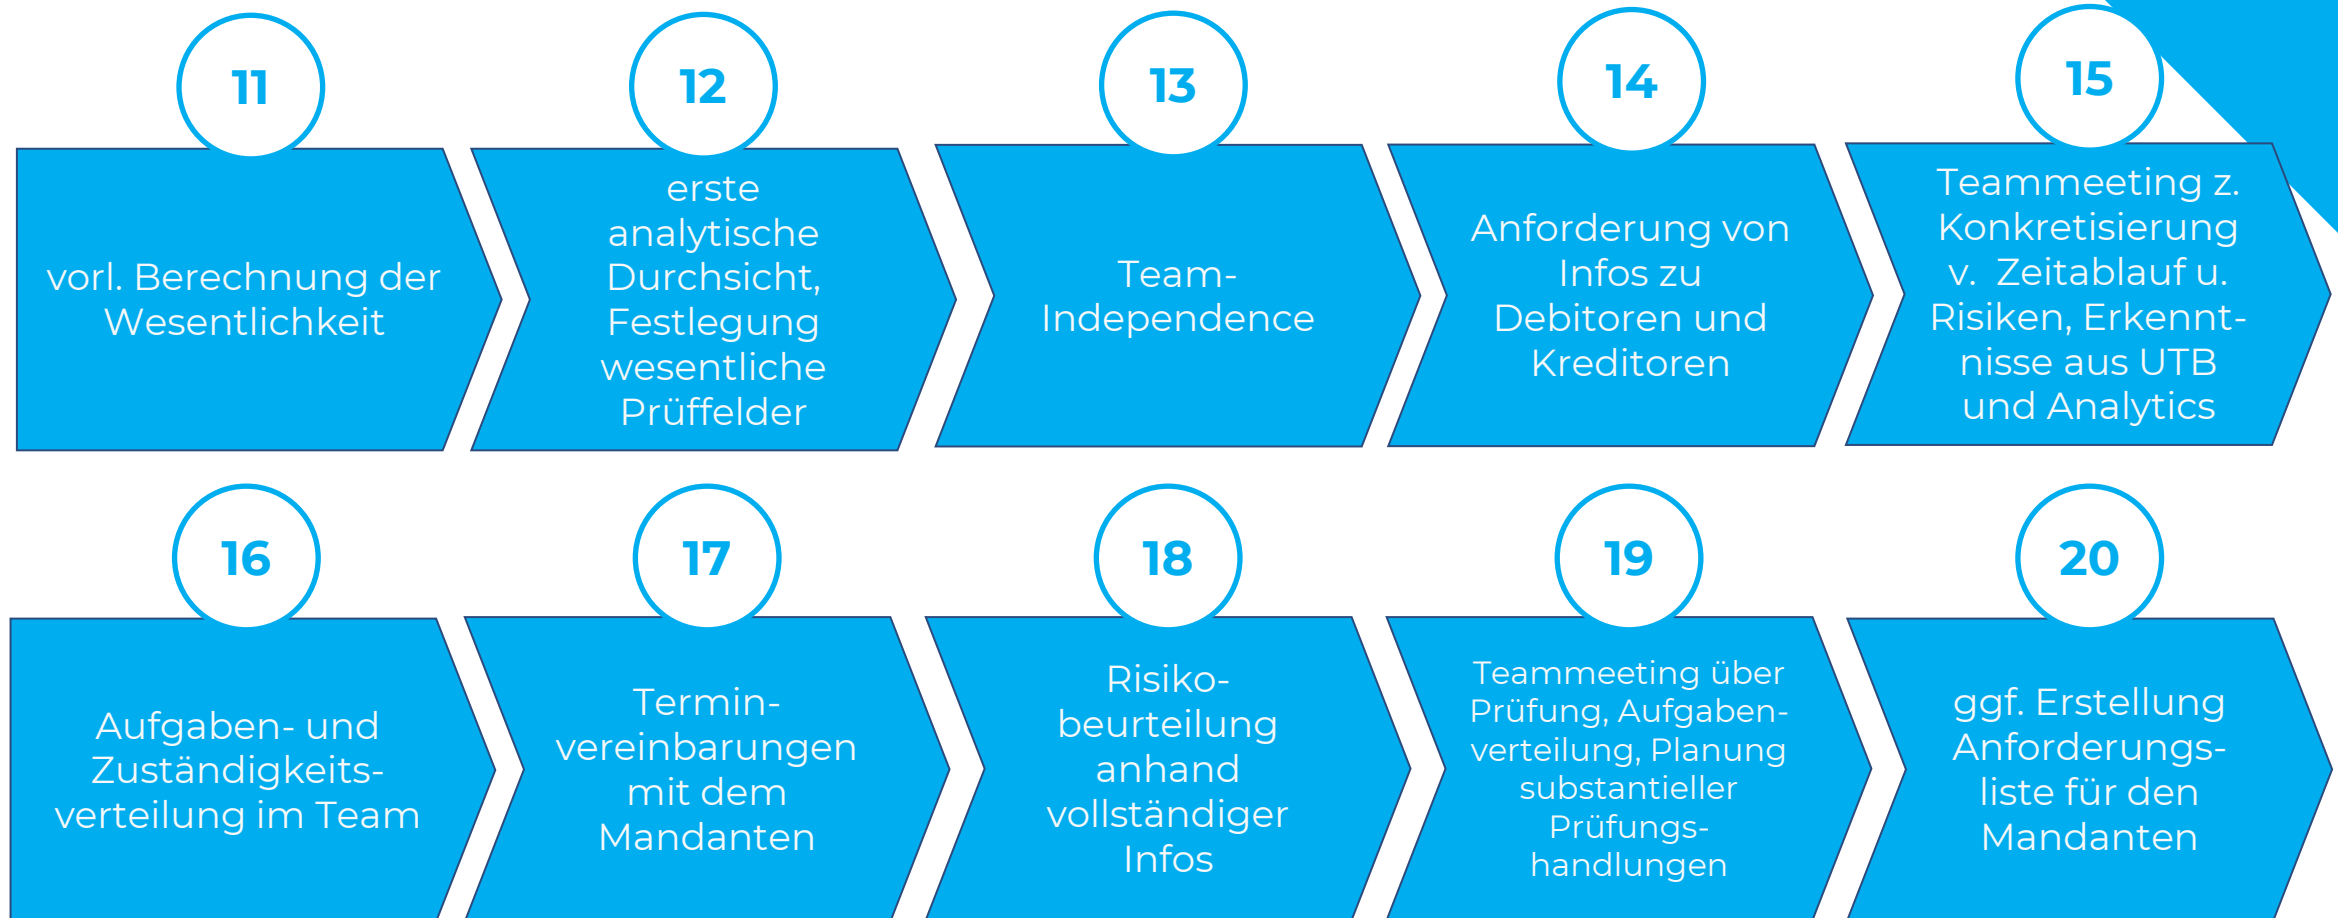 11
vorl. Berechnung der
Wesentlichkeit
12
erste
analytische
Durchsicht,
Festlegung
wesentliche
Prüffelder
13
Team-
Independence
14
Anforderung von
Infos zu
Debitoren und
Kreditoren
15
Teammeeting z.
Konkretisierung
v. Zeitablauf u.
Risiken, Erkennt-
nisse aus UTB
und Analytics
16
Aufgaben- und
Zuständigkeits-
verteilung im Team
17
Termin-
vereinbarungen
mit dem
Mandanten
18
Risiko-
beurteilung
anhand
vollständiger
Infos
19
Teammeeting über
Prüfung, Aufgaben-
verteilung, Planung
substantieller
Prüfungs-
handlungen
20
ggf. Erstellung
Anforderungs-
liste für den
Mandanten